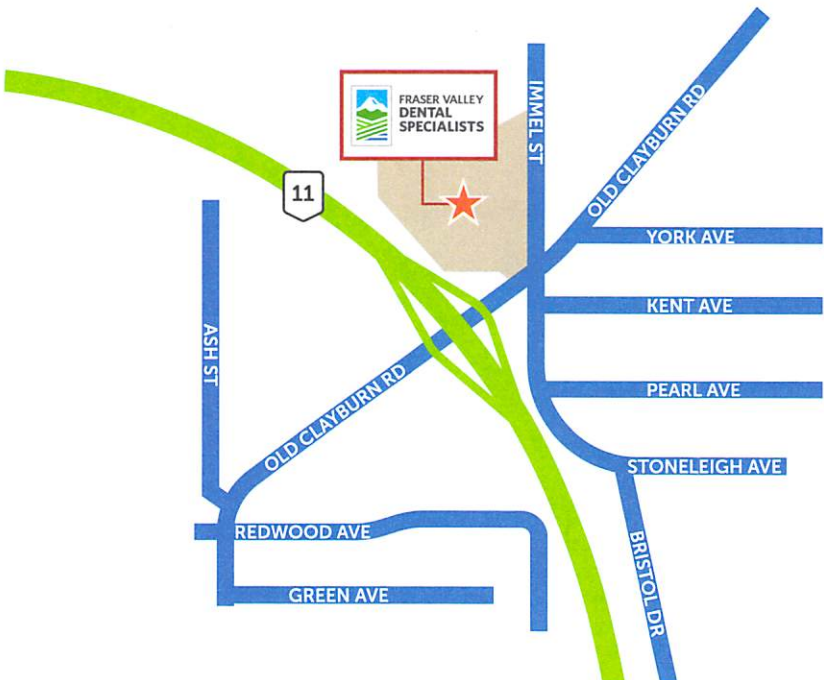 FRASER VALLEY
DENTAL
SPECIALISTS
IMMEL ST
OLD CLAYBURN RD
11
YORK AVE
KENT AVE
ASH ST
PEARL AVE
OLD CLAYBURN RD
STONELEIGH AVE
REDWOOD AVE
BRISTOL DR
GREEN AVE